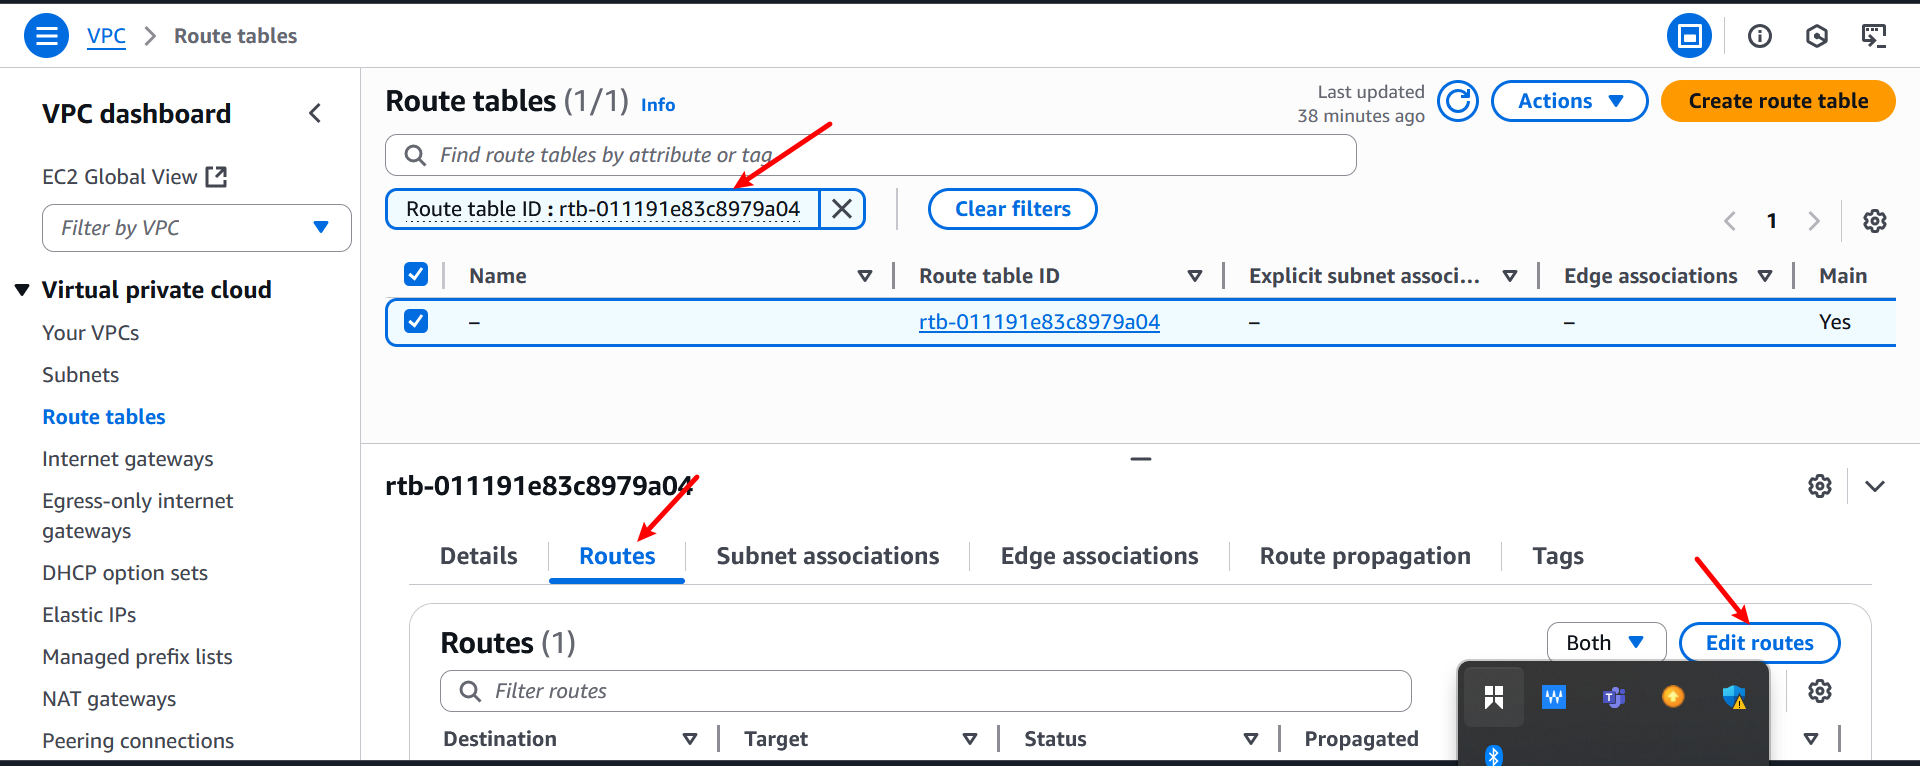 VPC > Route tables
VPC dashboard
EC2 Global View
Filter by VPC
Virtual private cloud
Your VPCs
Subnets
Route tables
Internet gateways
Egress-only internet
gateways
DHCP option sets
Elastic IPs
Managed prefix lists
NAT gateways
Peering connections
Route tables (1/1) Info
Last updated
38 minutes ago
Actions
Create route table
Find route tables by attribute or tag
Route table ID : rtb-011191e83c8979a04
Clear filters
1
Name Route table ID Explicit subnet associ... Edge associations Main
– rtb-011191e83c8979a04 – – Yes
rtb-011191e83c8979a04
Details Routes Subnet associations Edge associations Route propagation Tags
Routes (1)
Both
Edit routes
Filter routes
Destination Target Status Propagated